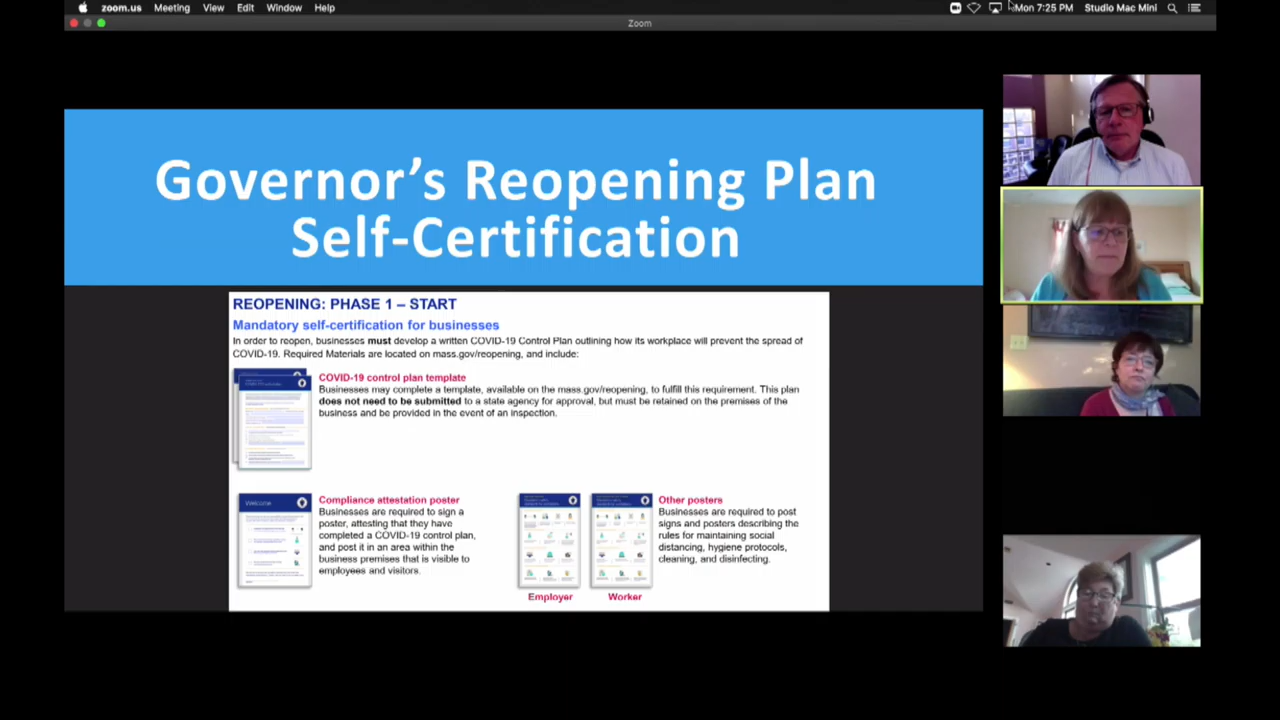 zoom.us Meeting View Edit Window Help
Mon 7:25 PM Studio Mac Mini
Zoom
Governor's Reopening Plan
Self-Certification
REOPENING: PHASE 1 – START
Mandatory self-certification for businesses
In order to reopen, businesses must develop a written COVID-19 Control Plan outlining how its workplace will prevent the spread of
COVID-19. Required Materials are located on mass.gov/reopening, and include:
COVID-19 control plan template
Businesses may complete a template, available on the mass.gov/reopening, to fulfill this requirement. This plan
does not need to be submitted to a state agency for approval, but must be retained on the premises of the
business and be provided in the event of an inspection.
Welcome
Compliance attestation poster
Businesses are required to sign a
poster, attesting that they have
completed a COVID-19 control plan,
and post it in an area within the
business premises that is visible to
employees and visitors.
Other posters
Businesses are required to post
signs and posters describing the
rules for maintaining social
distancing, hygiene protocols,
cleaning, and disinfecting.
Employer
Worker